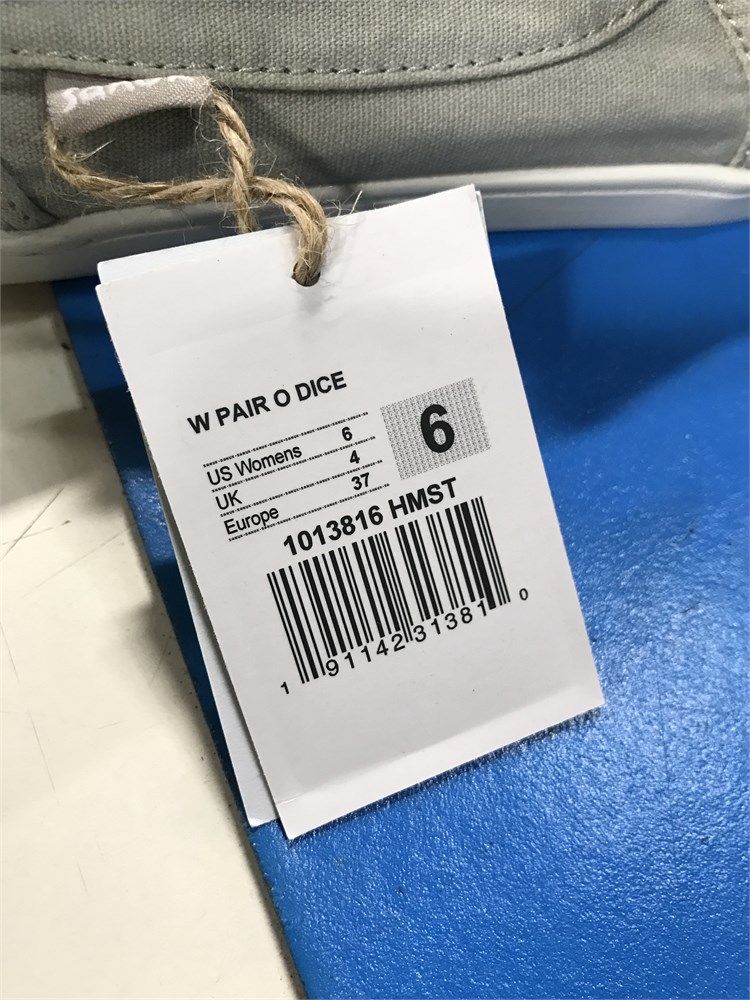 W PAIR O DICE
US Womens 6
UK 4
Europe 37
6
1013816 HMST
1 91142 31381 0